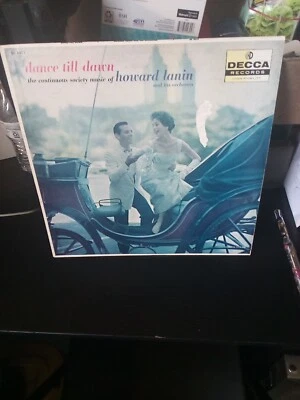 dance till dawn
the continuous society music of howard lanin
and his orchestra
DECCA
RECORDS